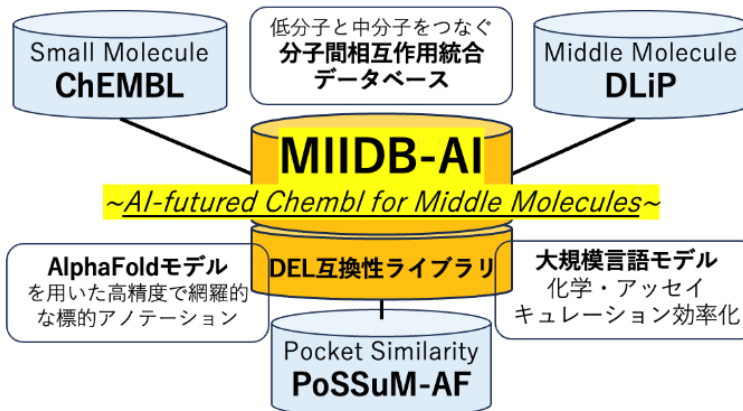 Small Molecule
ChEMBL
低分子と中分子をつなぐ
分子間相互作用統合
データベース
Middle Molecule
DLiP
MIIDB-AI
~AI-futured Chembl for Middle Molecules~
AlphaFoldモデル
を用いた高精度で網羅的
な標的アノテーション
DEL互換性ライブラリ
大規模言語モデル
化学・アッセイ
キュレーション効率化
Pocket Similarity
PoSSuM-AF